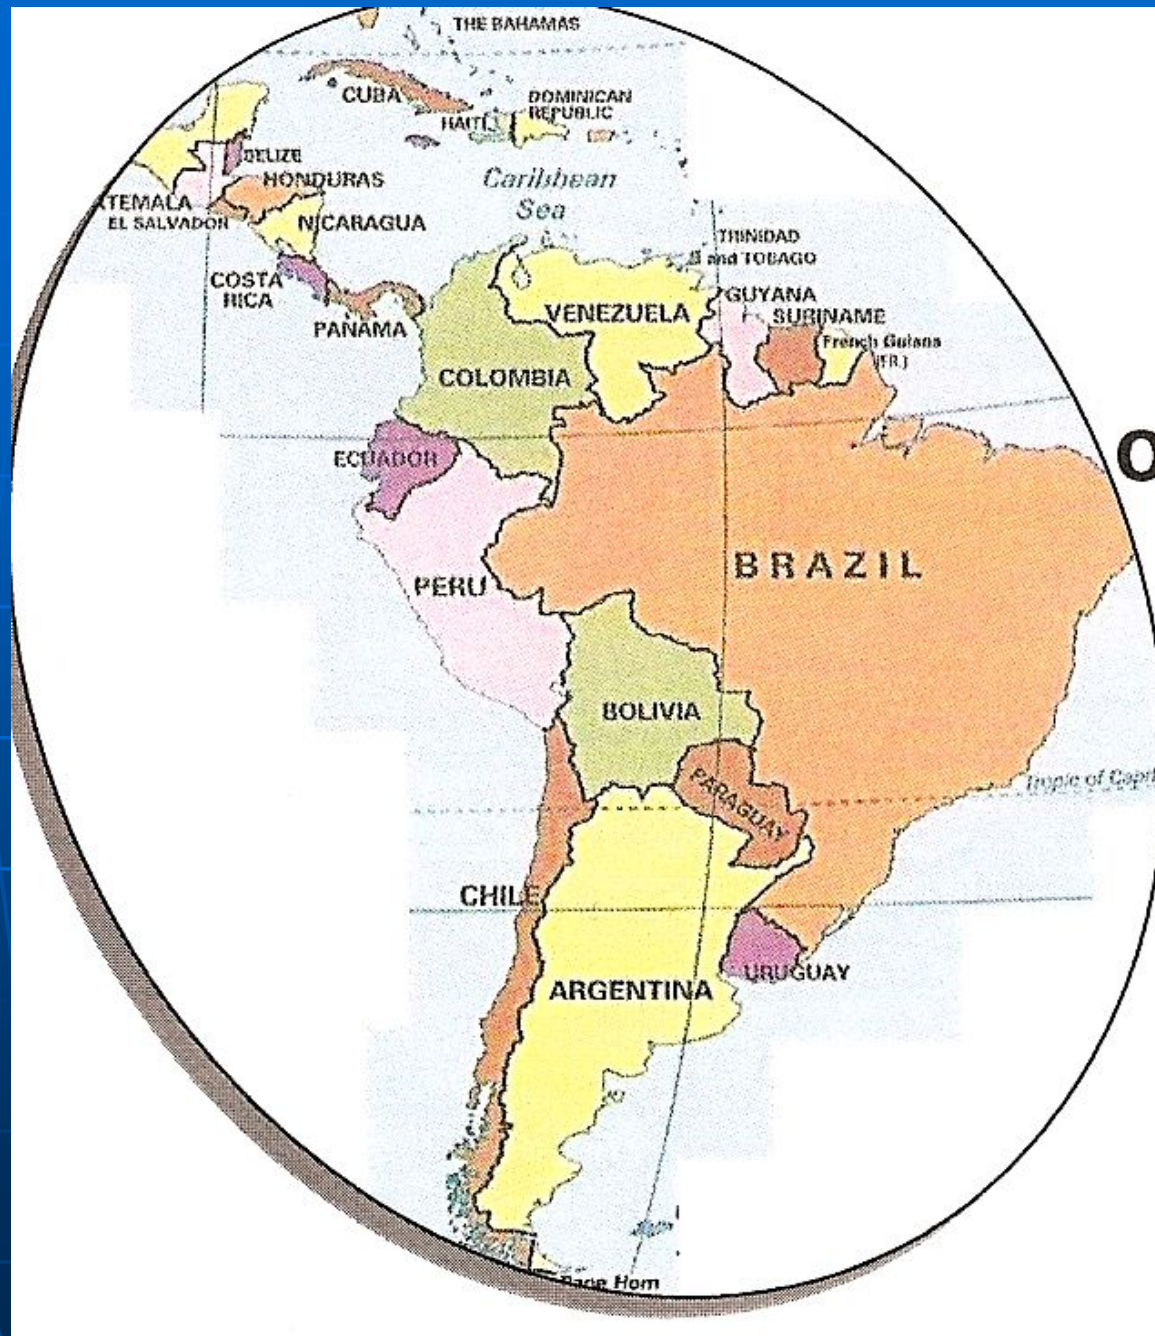 THE BAHAMAS
CUBA
DOMINICAN
REPUBLIC
HAITI
BELIZE
HONDURAS
Caribbean
Sea
TEMALA
EL SALVADOR
NICARAGUA
TRINIDAD
and TOBAGO
COSTA
RICA
PANAMA
VENEZUELA
GUYANA
SURINAME
French Guiana
(FR.)
COLOMBIA
ECUADOR
O
BRAZIL
PERU
BOLIVIA
PARAGUAY
Tropic of Capri
CHILE
ARGENTINA
URUGUAY
Horn